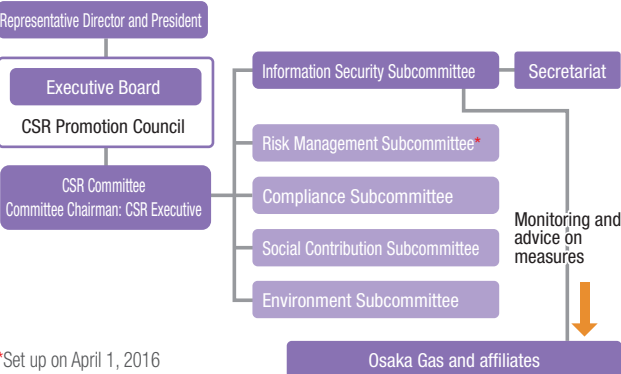 Representative Director and President
Executive Board
CSR Promotion Council
CSR Committee
Committee Chairman: CSR Executive
Information Security Subcommittee
Secretariat
Risk Management Subcommittee*
Compliance Subcommittee
Social Contribution Subcommittee
Environment Subcommittee
Monitoring and
advice on
measures
Osaka Gas and affiliates
*Set up on April 1, 2016